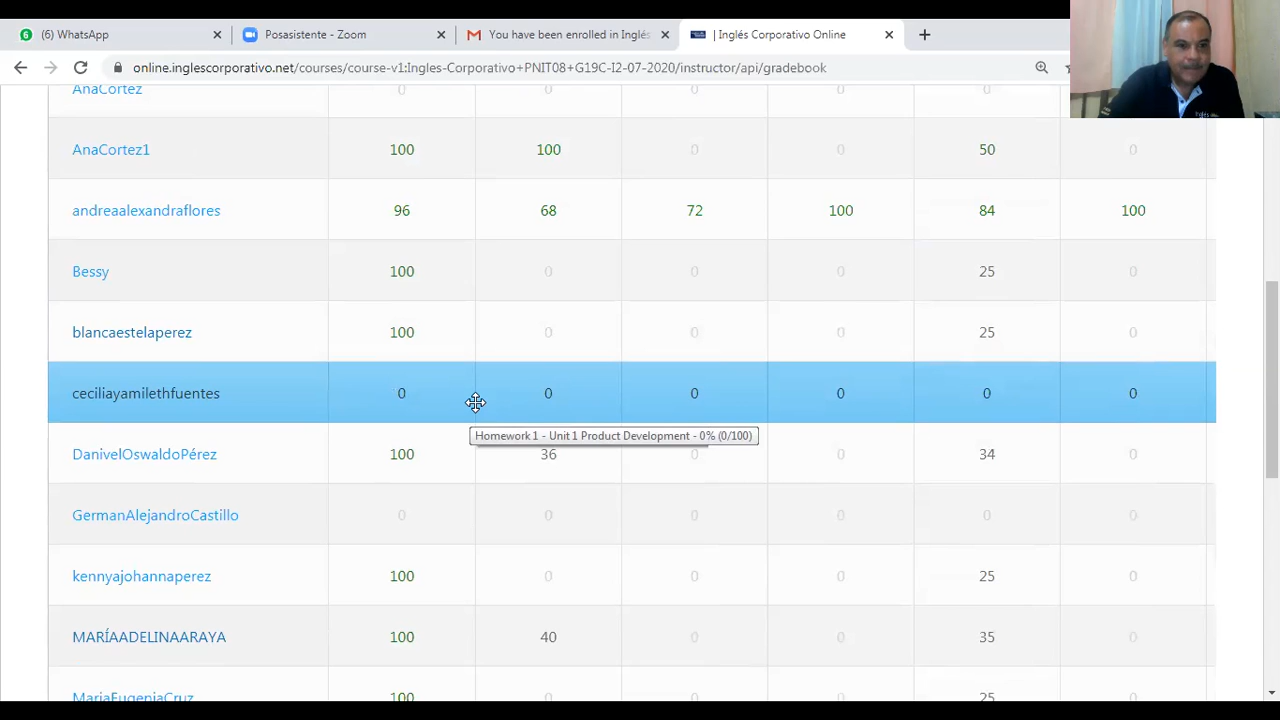 (6) WhatsApp
Posasistente - Zoom
You have been enrolled in Inglés
| Inglés Corporativo Online
online.inglescorporativo.net/courses/course-v1:Ingles-Corporativo+PNIT08+G19C-I2-07-2020/instructor/api/gradebook
AnaCortez 0 0 0 0 0 0
AnaCortez1 100 100 0 0 50 0
andreaalexandraflores 96 68 72 100 84 100
Bessy 100 0 0 0 25 0
blancaestelaperez 100 0 0 0 25 0
ceciliayamilethfuentes 0 0 0 0 0 0
Homework 1 - Unit 1 Product Development - 0% (0/100)
DanivelOswaldoPérez 100 36 0 0 34 0
GermanAlejandroCastillo 0 0 0 0 0 0
kennyajohannaperez 100 0 0 0 25 0
MARÍAADELINAARAYA 100 40 0 0 35 0
MariaEugeniaCruz 100 0 0 0 25 0